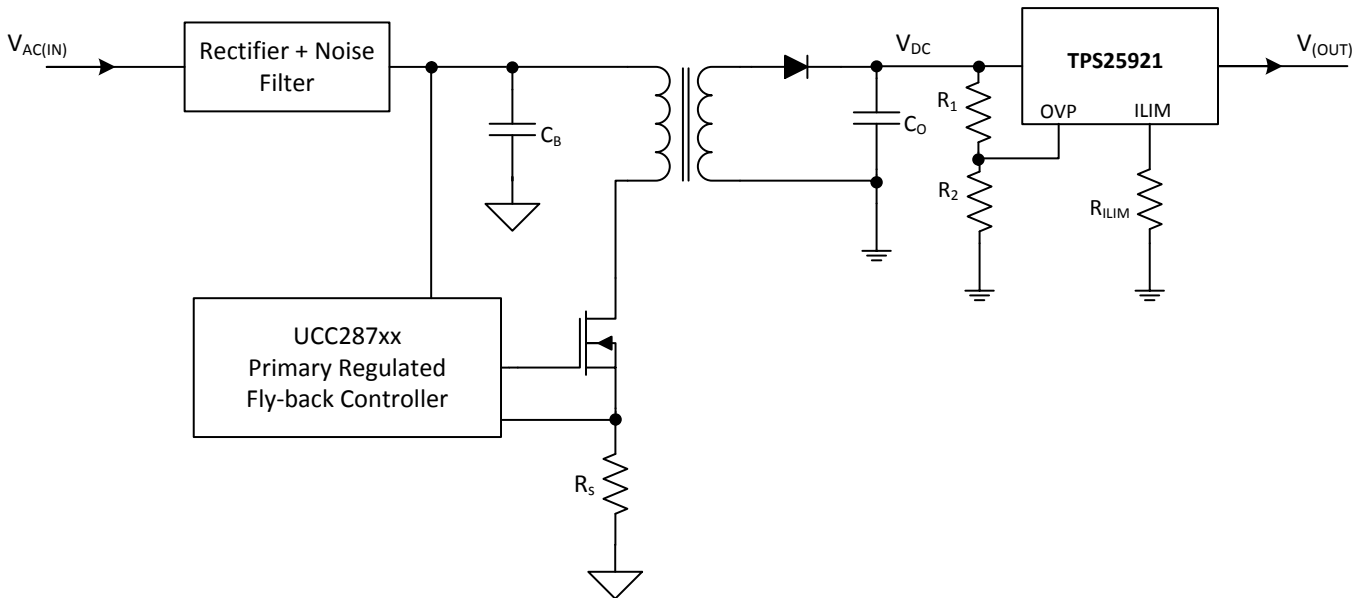 V_AC(IN)
Rectifier + Noise
Filter
C_B
V_DC
C_O
R_1
R_2
TPS25921
OVP ILIM
R_ILIM
V_(OUT)
UCC287xx
Primary Regulated
Fly-back Controller
R_s